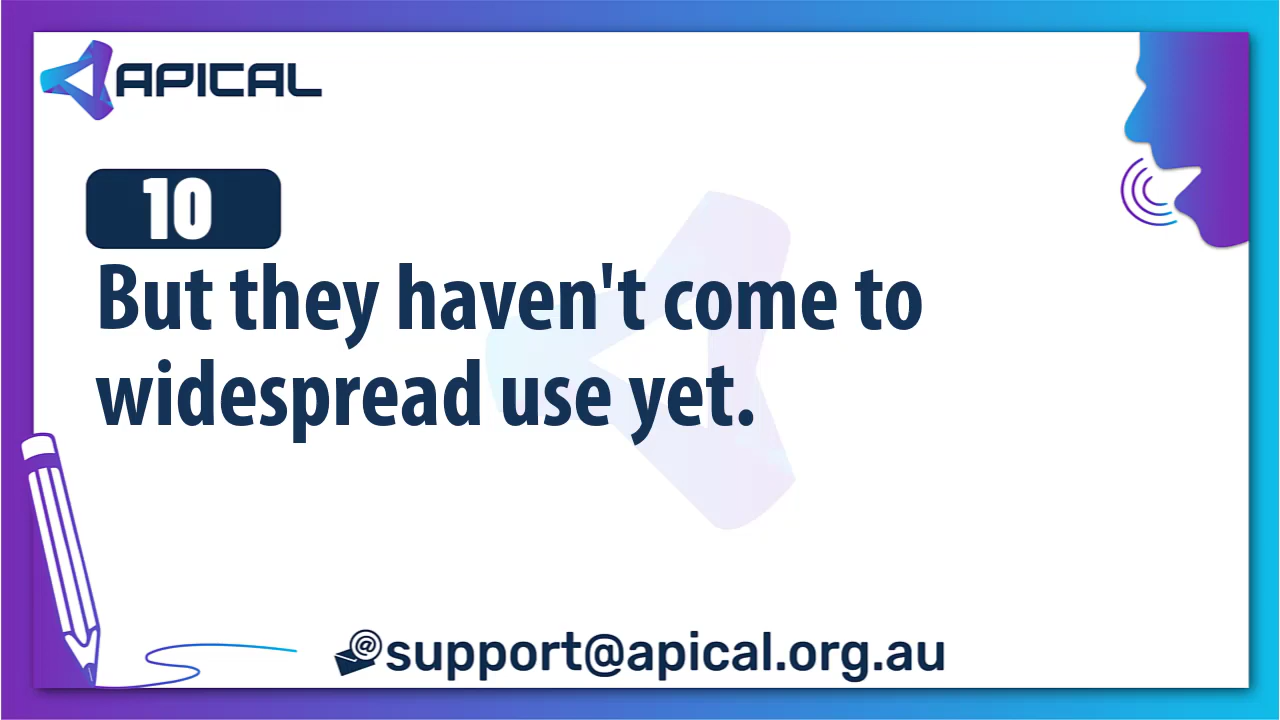 APICAL
10
But they haven't come to
widespread use yet.
@support@apical.org.au